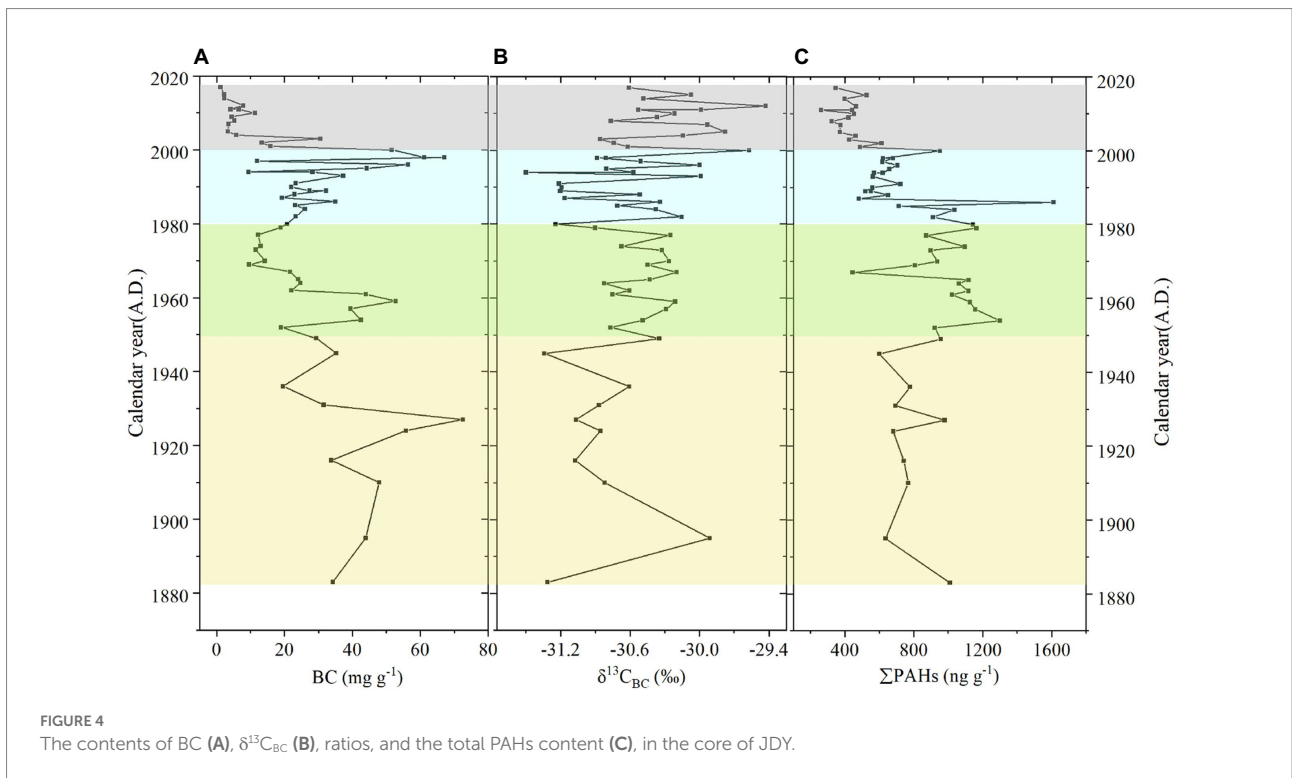 A B C
2020
2000
1980
1960
1940
1920
1900
1880
Calendar year(A.D.)
0 20 40 60 80
BC (mg g⁻¹)
-31.2 -30.6 -30.0 -29.4
δ¹³C_BC (‰)
400 800 1200 1600
∑PAHs (ng g⁻¹)
2020
2000
1980
1960
1940
1920
1900
1880
Calendar year(A.D.)
FIGURE 4
The contents of BC (A), δ¹³C_BC (B), ratios, and the total PAHs content (C), in the core of JDY.